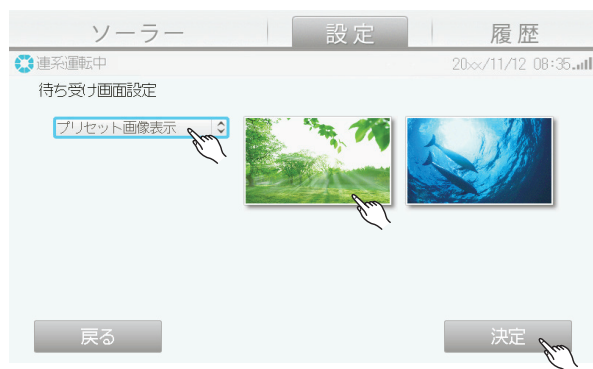 ソーラー 設定 履歴
連系運転中 20××/11/12 08:35
待ち受け画面設定
プリセット画像表示
戻る 決定